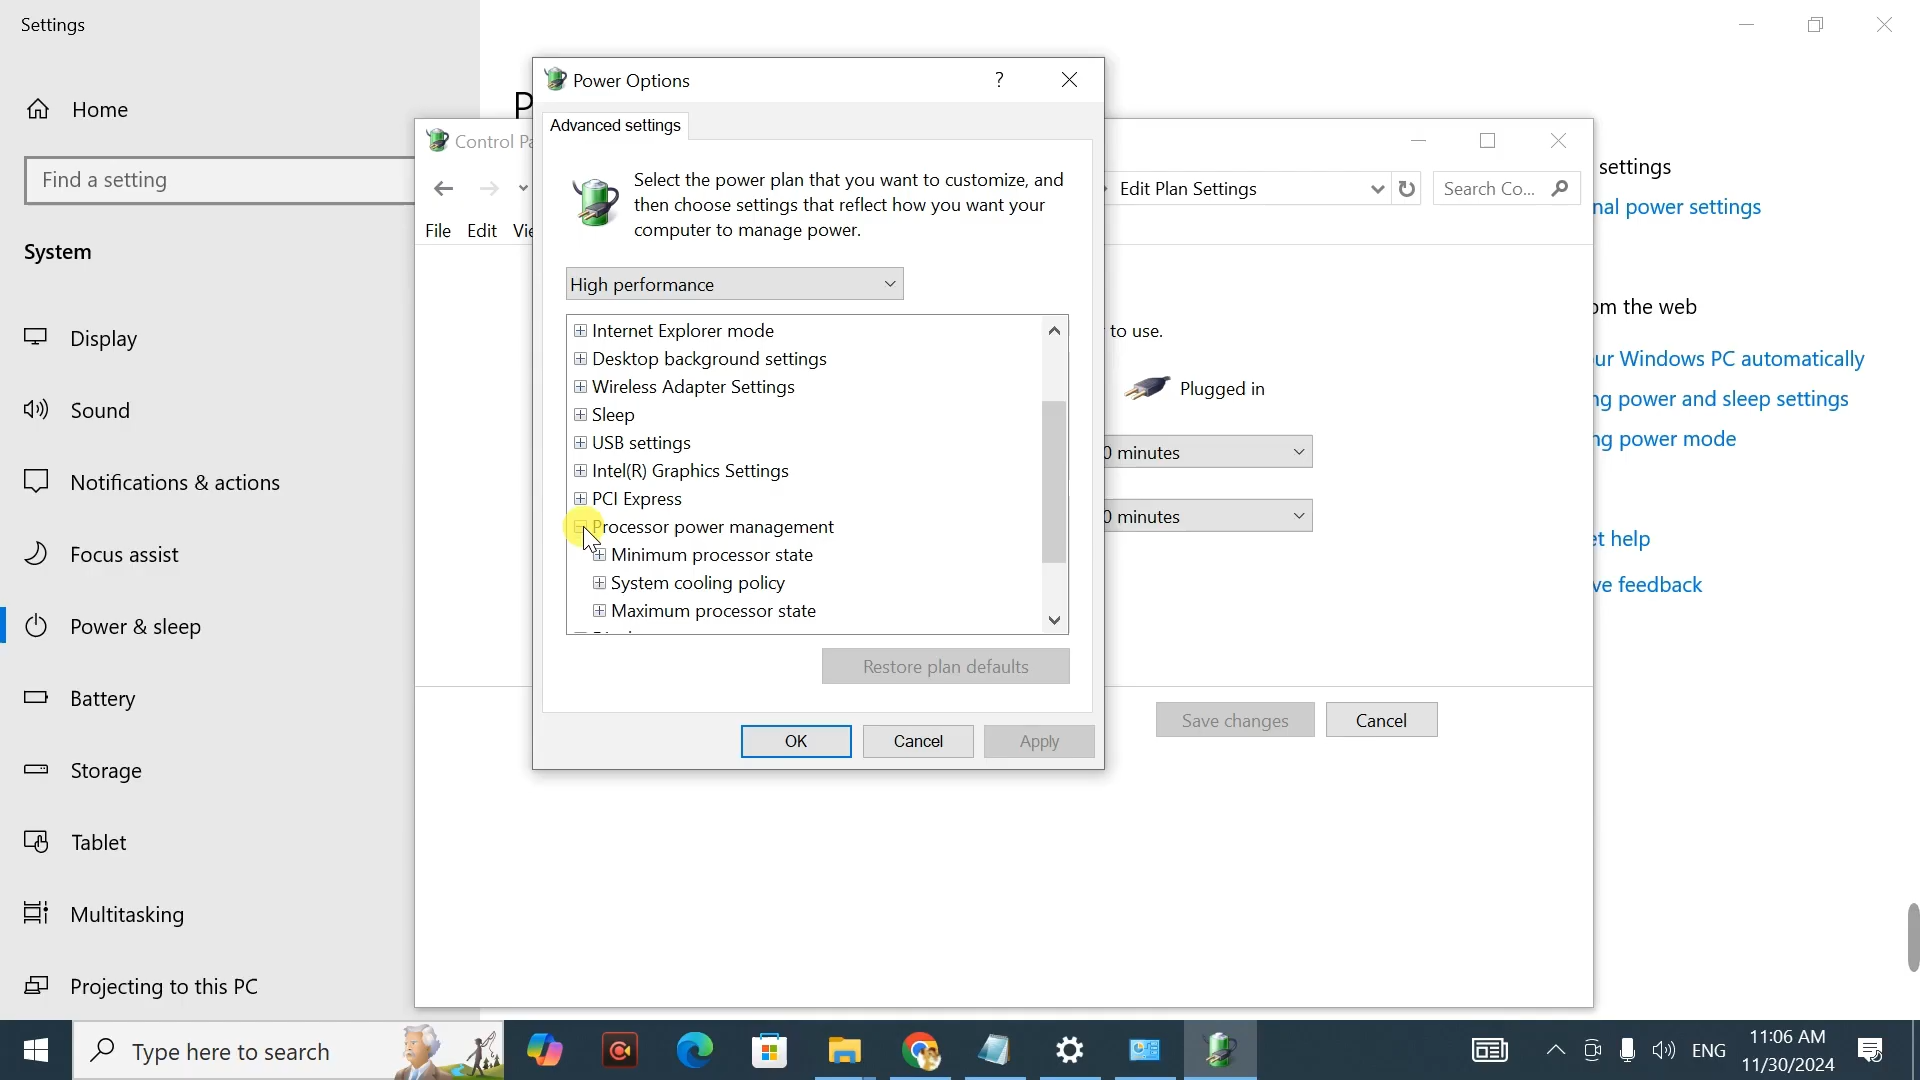 Settings
Home
Find a setting
System
Display
Sound
Notifications & actions
Focus assist
Power & sleep
Battery
Storage
Tablet
Multitasking
Projecting to this PC
P
Control Pa
File Edit Vie
Power Options
?
Advanced settings
Select the power plan that you want to customize, and
then choose settings that reflect how you want your
computer to manage power.
High performance
Internet Explorer mode
Desktop background settings
Wireless Adapter Settings
Sleep
USB settings
Intel(R) Graphics Settings
PCI Express
Processor power management
Minimum processor state
System cooling policy
Maximum processor state
Restore plan defaults
OK Cancel Apply
Edit Plan Settings
Search Co...
to use.
Plugged in
0 minutes
0 minutes
Save changes Cancel
settings
nal power settings
om the web
ur Windows PC automatically
ng power and sleep settings
ng power mode
et help
ve feedback
Type here to search
ENG
11:06 AM
11/30/2024